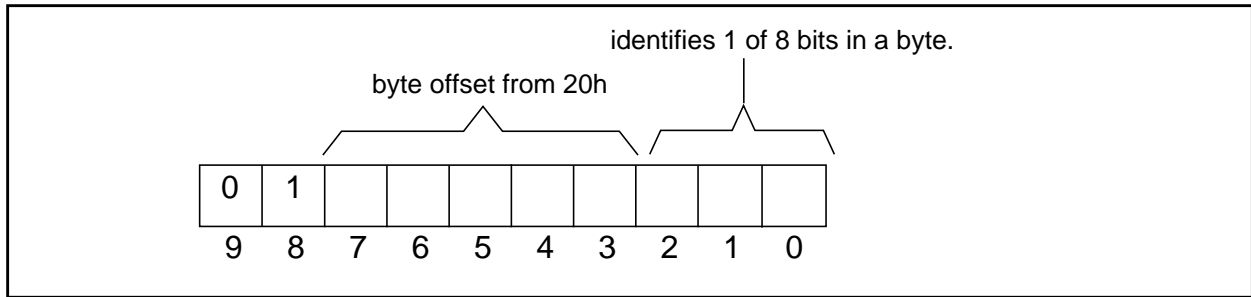 identifies 1 of 8 bits in a byte.
byte offset from 20h
0 1
9 8 7 6 5 4 3 2 1 0